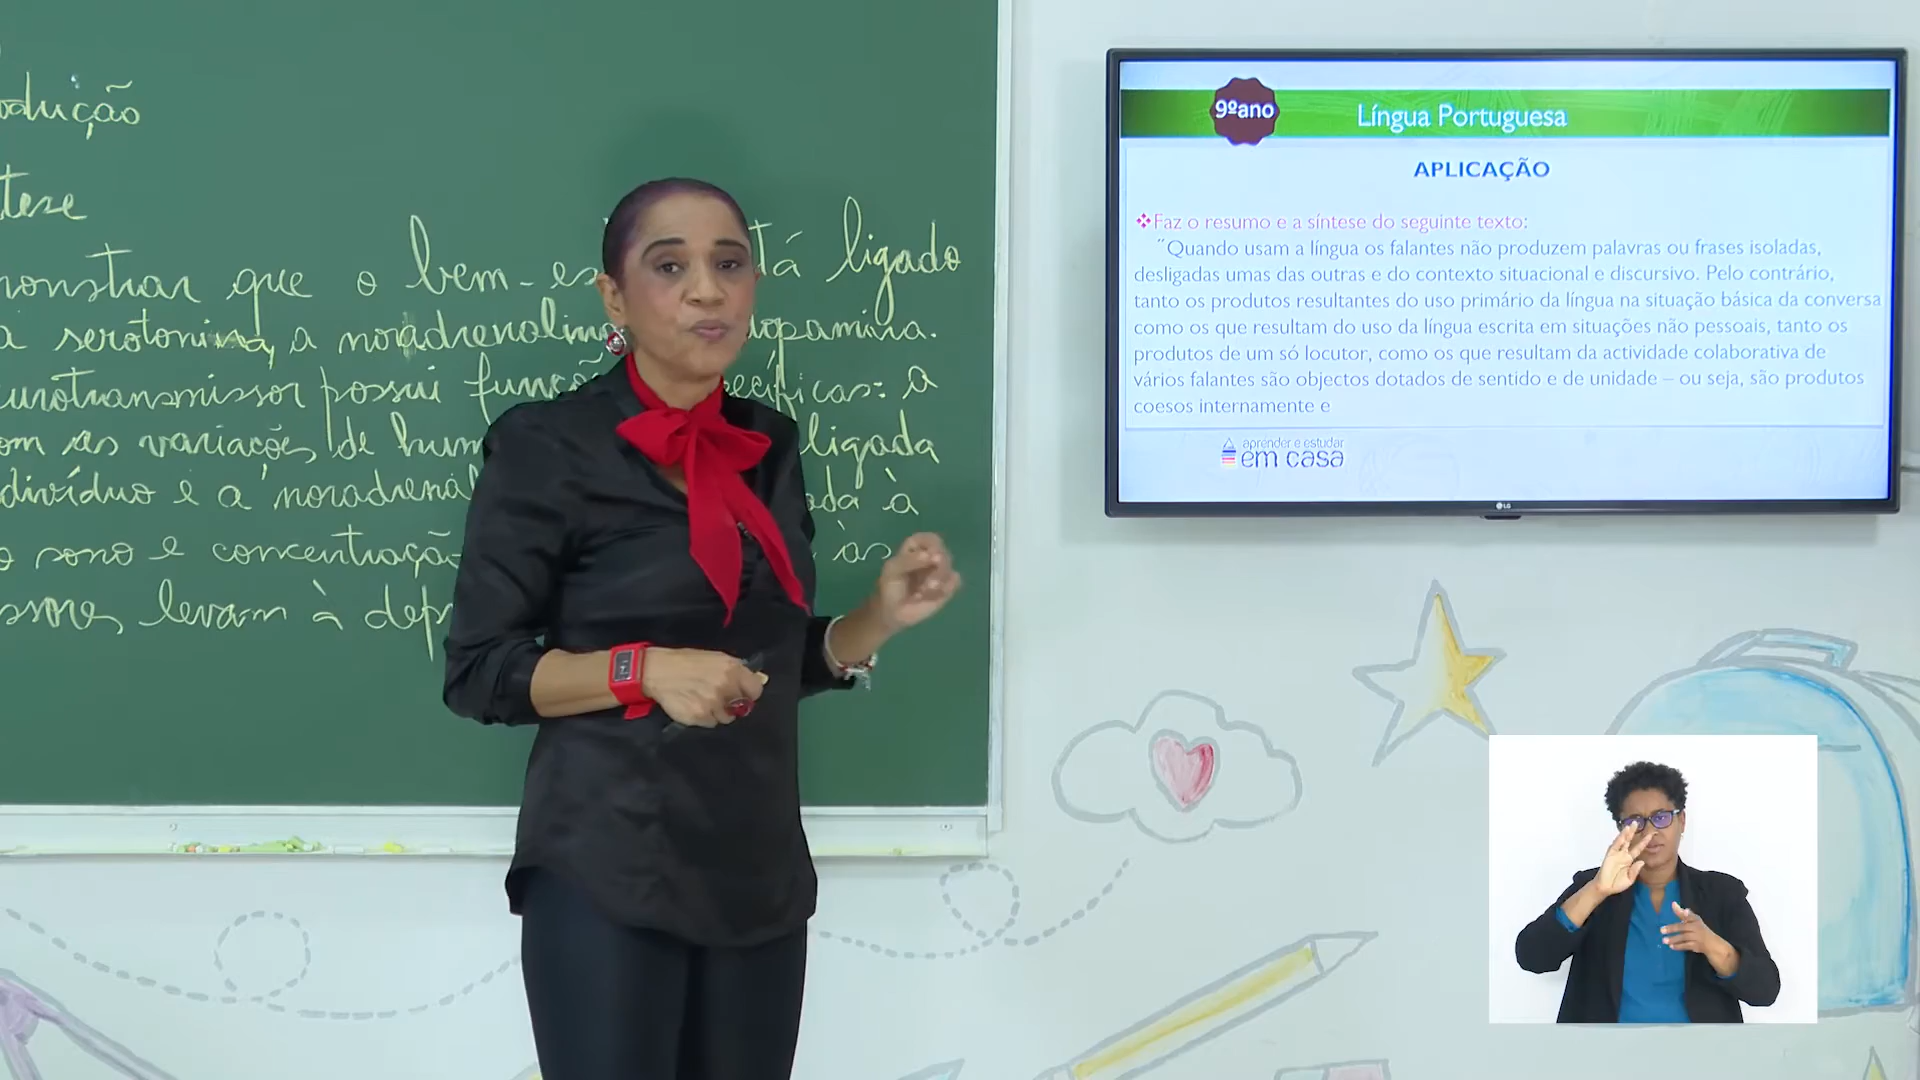 odução
tese
monstrar que o bem-es tá ligado
a serotonina, a noradrenalina dopamina.
eurotransmissor possui funçõ ecíficas: a
om as variações de hum ligada
divíduo e a noradrenal ada à
o sono e concentração às
ssores, levam à dep
9ºano
Língua Portuguesa
APLICAÇÃO
❖Faz o resumo e a síntese do seguinte texto:
“Quando usam a língua os falantes não produzem palavras ou frases isoladas,
desligadas umas das outras e do contexto situacional e discursivo. Pelo contrário,
tanto os produtos resultantes do uso primário da língua na situação básica da conversa
como os que resultam do uso da língua escrita em situações não pessoais, tanto os
produtos de um só locutor, como os que resultam da actividade colaborativa de
vários falantes são objectos dotados de sentido e de unidade – ou seja, são produtos
coesos internamente e
aprender e estudar
em casa
LG